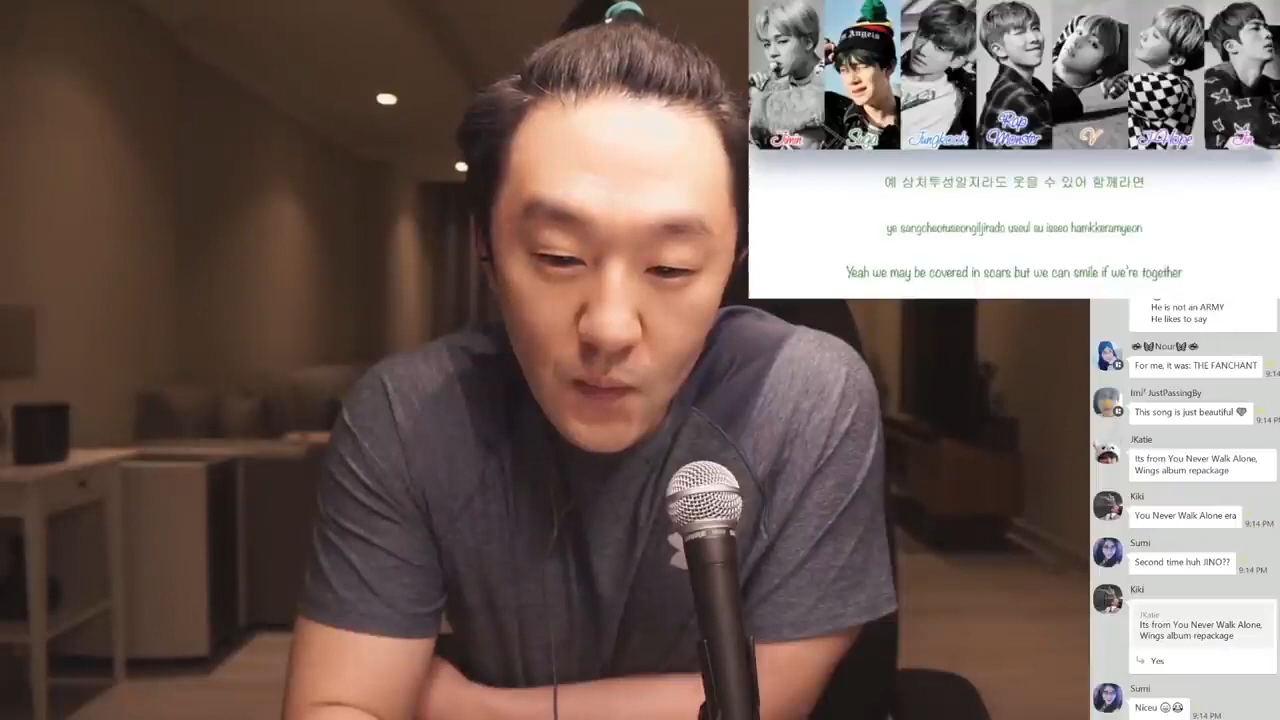 Angels
Jimin
Suga
Jungkook
Rap
Monster
V
J-Hope
Jin
예 상처투성일지라도 웃을 수 있어 함께라면
ye sangcheotuseongiljirado useul su isseo hamkkeramyeon
Yeah we may be covered in scars but we can smile if we're together
He is not an ARMY
He likes to say
Nour
For me, it was: THE FANCHANT
9:14
Imi⁷ JustPassingBy
This song is just beautiful
9:14 P
JKatie
Its from You Never Walk Alone,
Wings album repackage
Kiki
You Never Walk Alone era
9:14 PM
Sumi
Second time huh JINO??
9:14 PM
Kiki
JKatie
Its from You Never Walk Alone,
Wings album repackage
Yes
Sumi
Niceu
9:14 PM